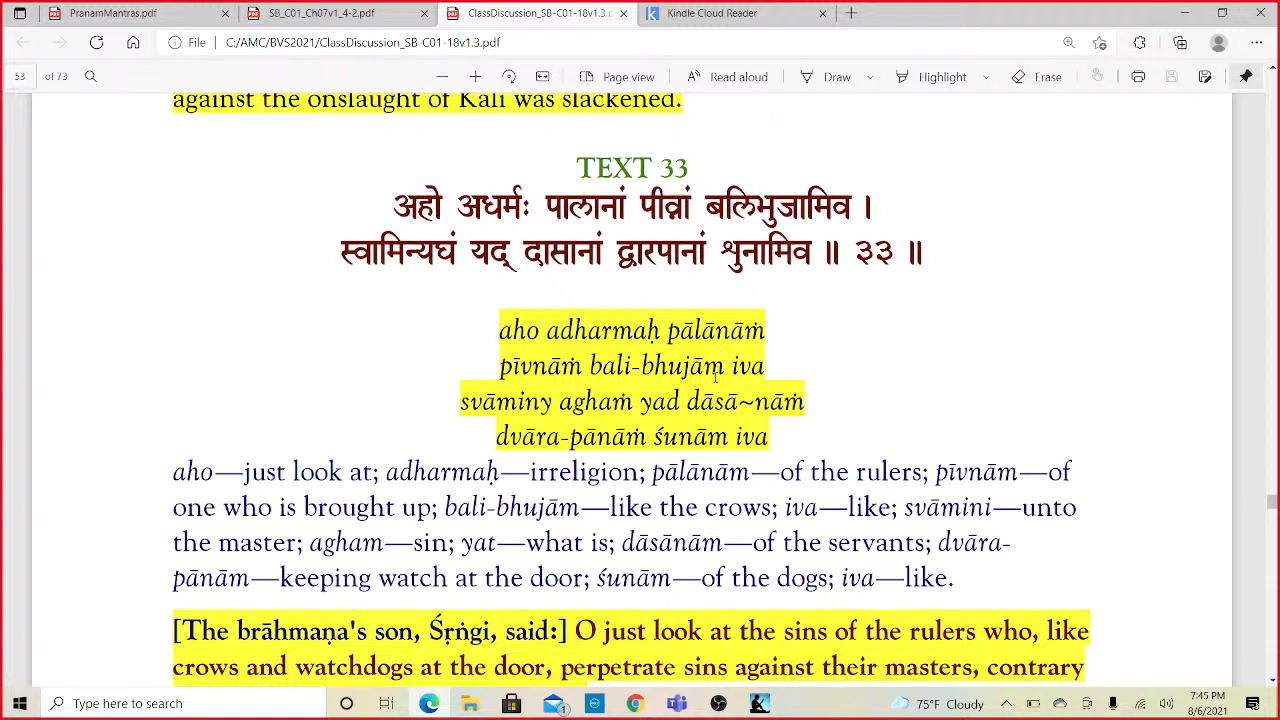 PranamMantras.pdf
SB_C01_Ch07v1_4-2.pdf
ClassDiscussion_SB-C01-18v1.3.pdf
Kindle Cloud Reader
File
C:/AMC/BVS2021/ClassDiscussion_SB-C01-18v1.3.pdf
53 of 73
Page view
Read aloud
Draw
Highlight
Erase
against the onslaught of Kali was slackened.
TEXT 33
अहो अधर्मः पालानां पीव्नां बलिभुजामिव ।
स्वामिन्यघं यद् दासानां द्वारपानां शुनामिव ॥ ३३ ॥
aho adharmaḥ pālānāṁ
pīvnāṁ bali-bhujām iva
svāminy aghaṁ yad dāsā~nāṁ
dvāra-pānāṁ śunām iva
aho—just look at; adharmaḥ—irreligion; pālānām—of the rulers; pīvnām—of
one who is brought up; bali-bhujām—like the crows; iva—like; svāmini—unto
the master; agham—sin; yat—what is; dāsānām—of the servants; dvāra-
pānām—keeping watch at the door; śunām—of the dogs; iva—like.
[The brāhmaṇa's son, Śṛṅgi, said:] O just look at the sins of the rulers who, like
crows and watchdogs at the door, perpetrate sins against their masters, contrary
Type here to search
1
75°F Cloudy
7:45 PM
8/6/2021